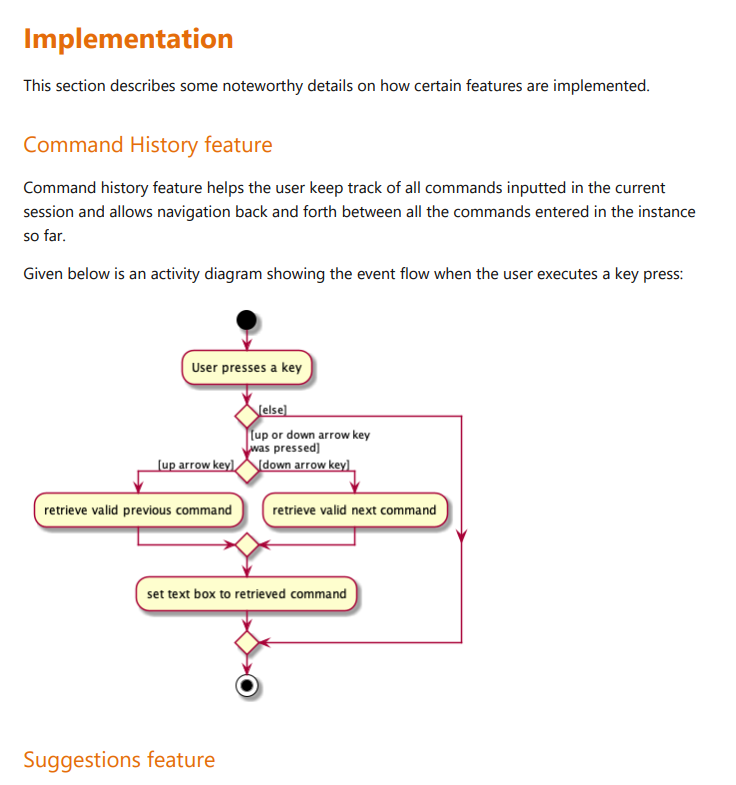 Implementation
This section describes some noteworthy details on how certain features are implemented.
Command History feature
Command history feature helps the user keep track of all commands inputted in the current
session and allows navigation back and forth between all the commands entered in the instance
so far.
Given below is an activity diagram showing the event flow when the user executes a key press:
User presses a key
[else]
[up or down arrow key
was pressed]
[up arrow key]
[down arrow key]
retrieve valid previous command
retrieve valid next command
set text box to retrieved command
Suggestions feature